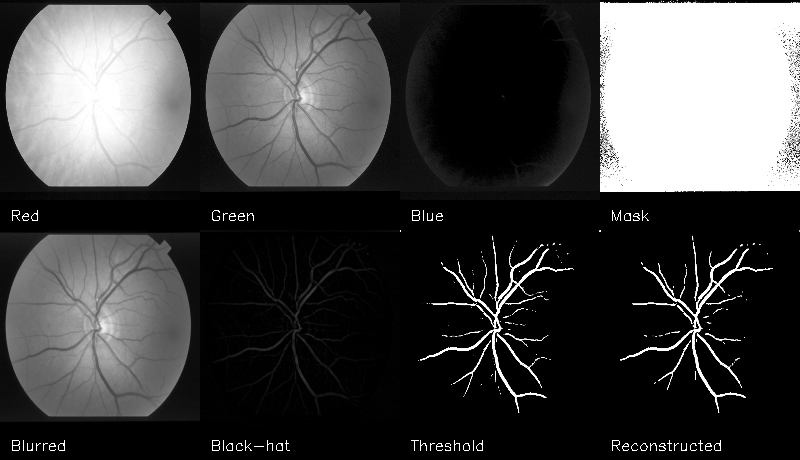 Red
Green
Blue
Mask
Blurred
Black-hat
Threshold
Reconstructed